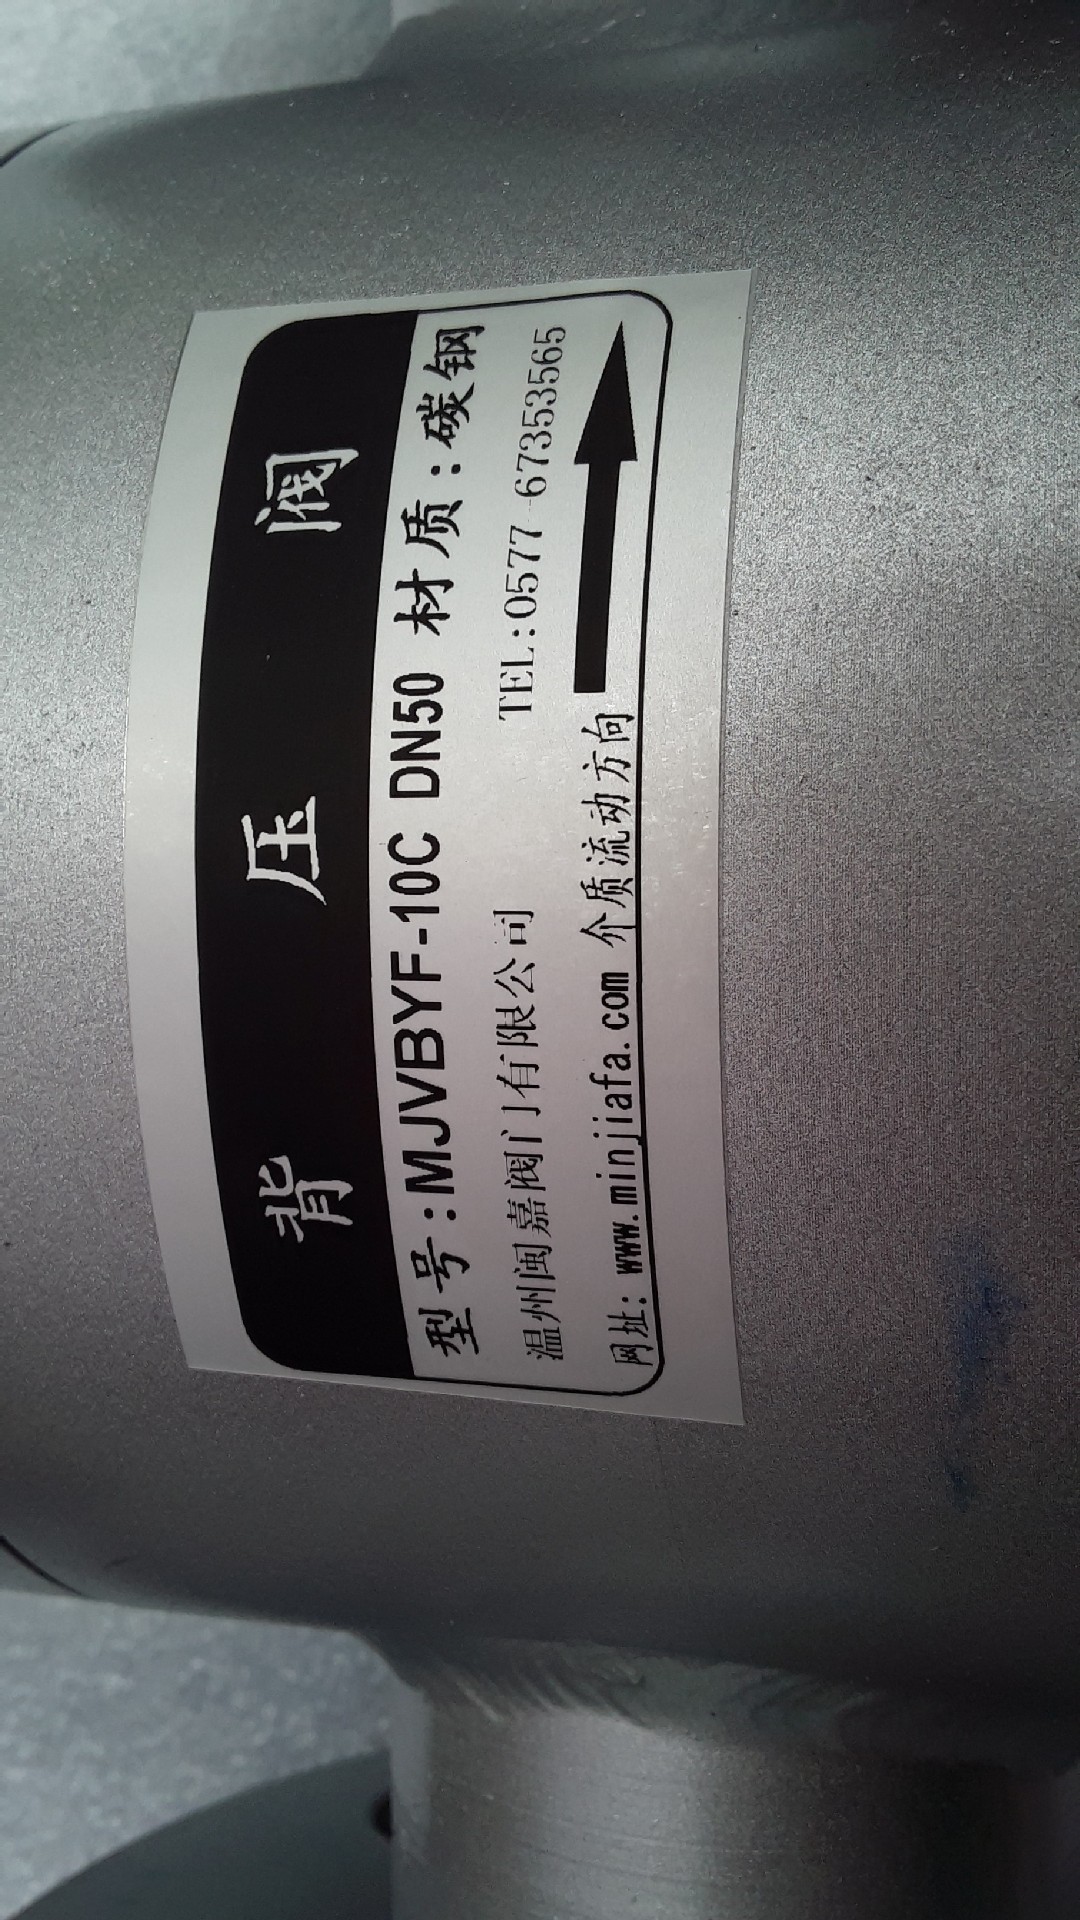 背压阀
型号:MJVBYF-10C DN50 材质:碳钢
温州闽嘉阀门有限公司 TEL:0577-67353565
网址: www.minjiafa.com 介质流动方向